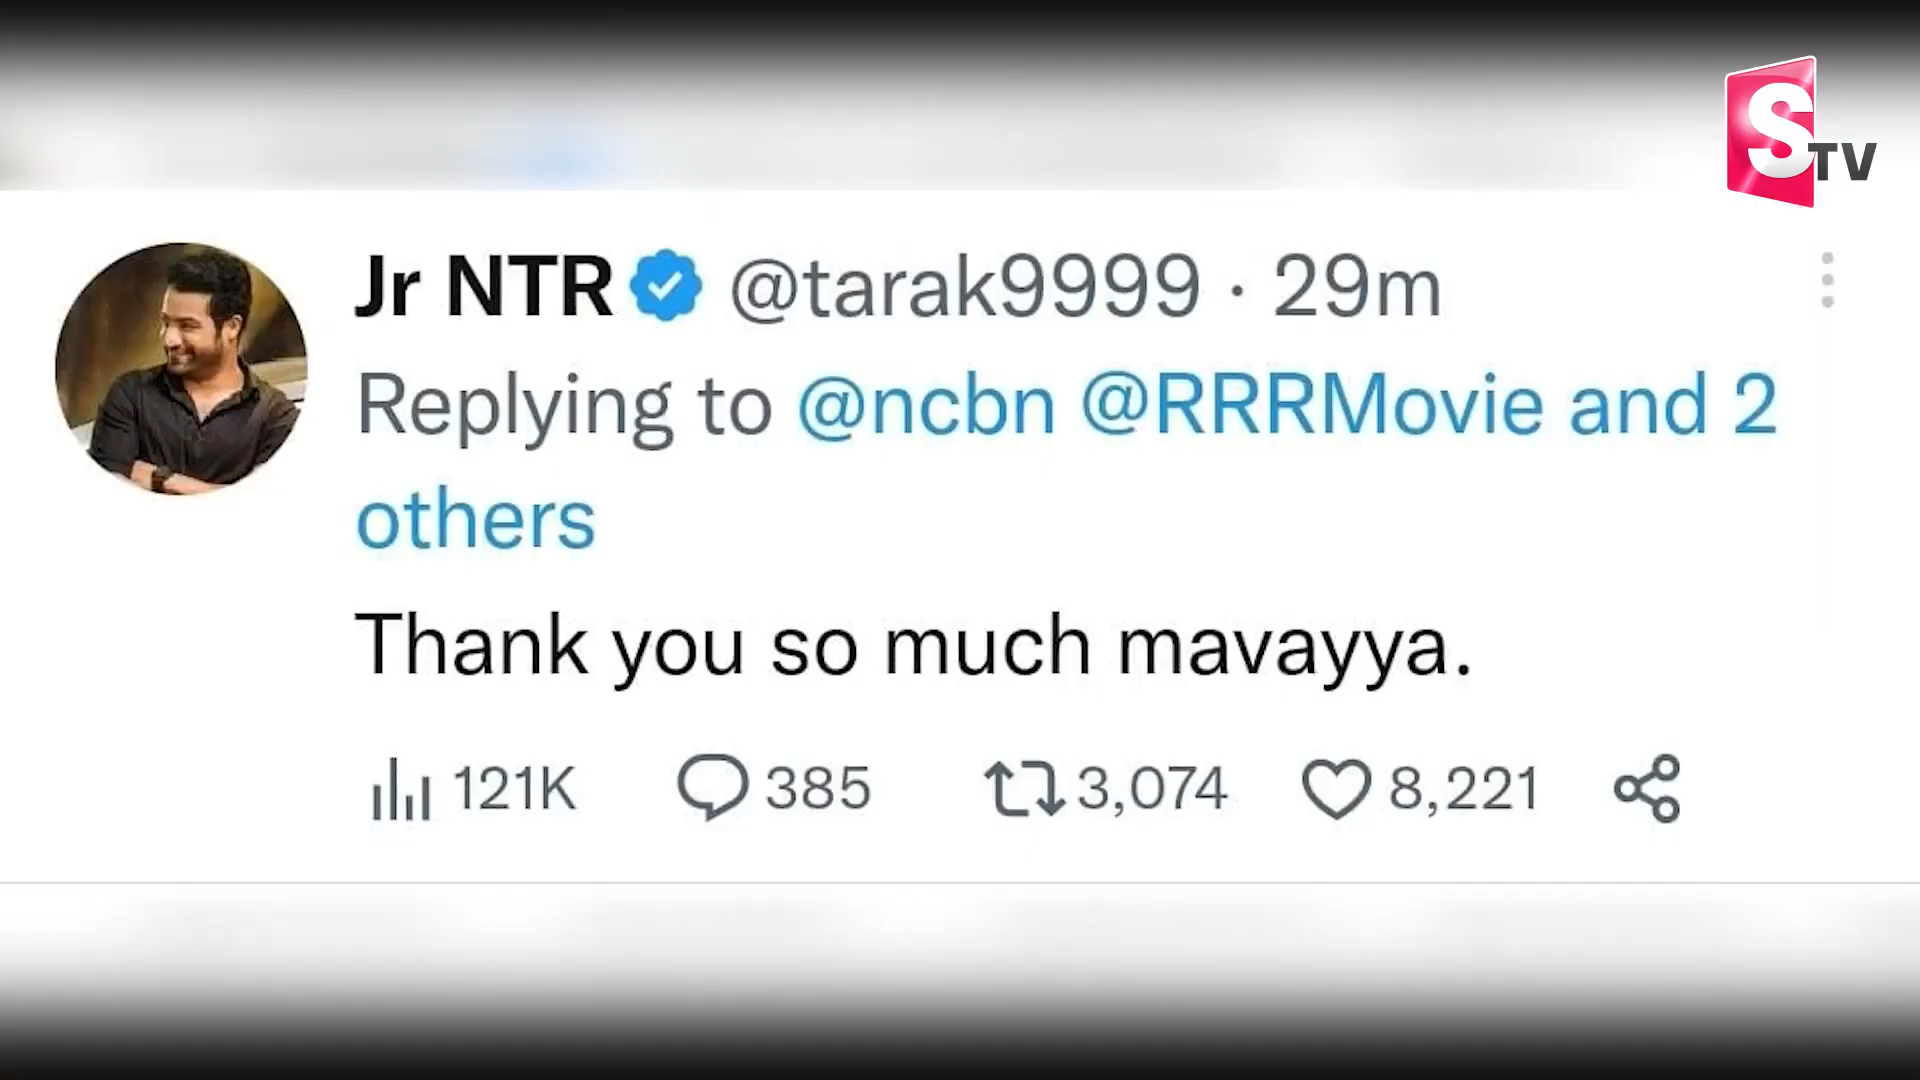 STV
Jr NTR @tarak9999 · 29m
Replying to @ncbn @RRRMovie and 2
others
Thank you so much mavayya.
121K 385 3,074 8,221